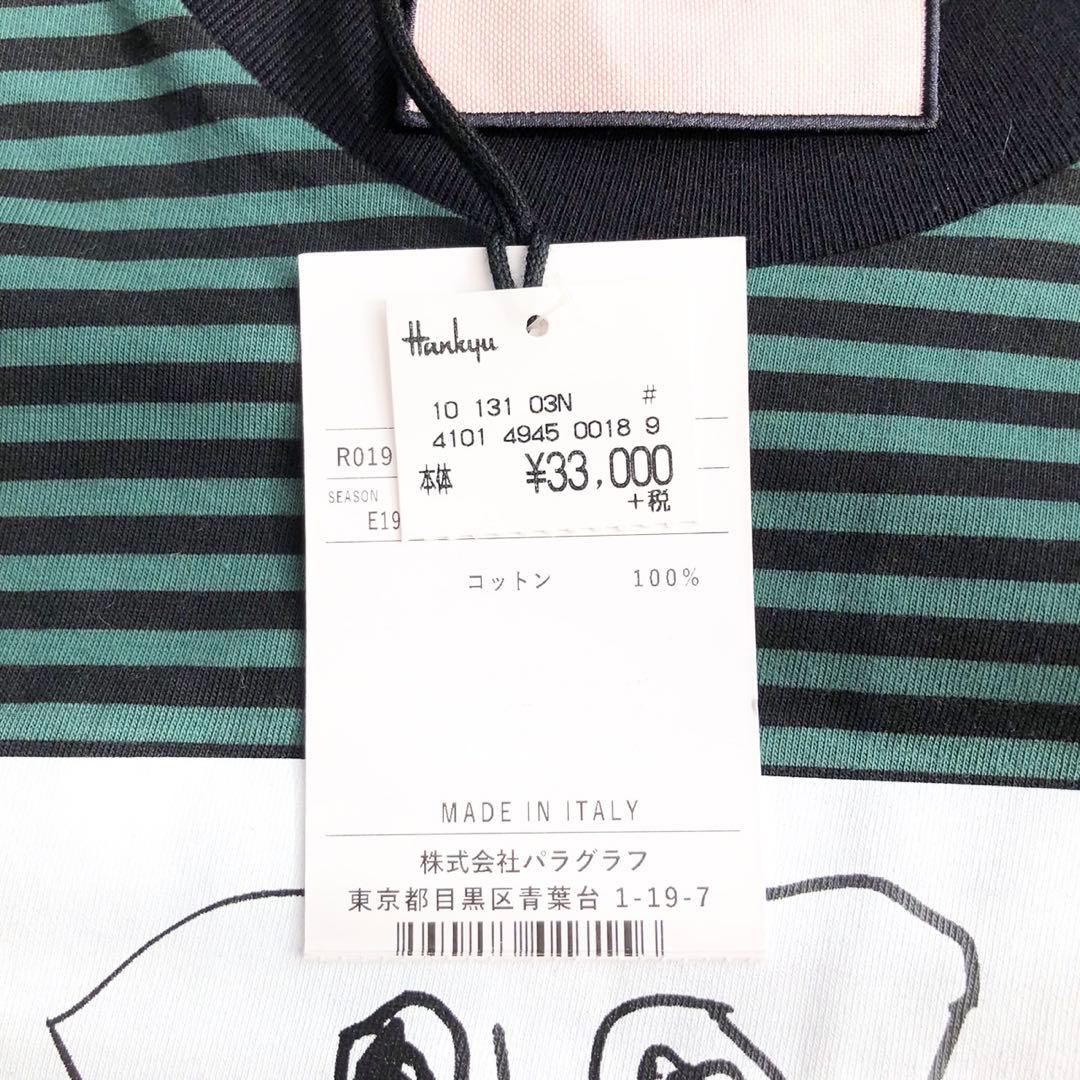 Hankyu
10 131 03N #
4101 4945 0018 9
本体 ¥33,000
+税
R019
SEASON
E19
コットン 100%
MADE IN ITALY
株式会社パラグラフ
東京都目黒区青葉台 1-19-7